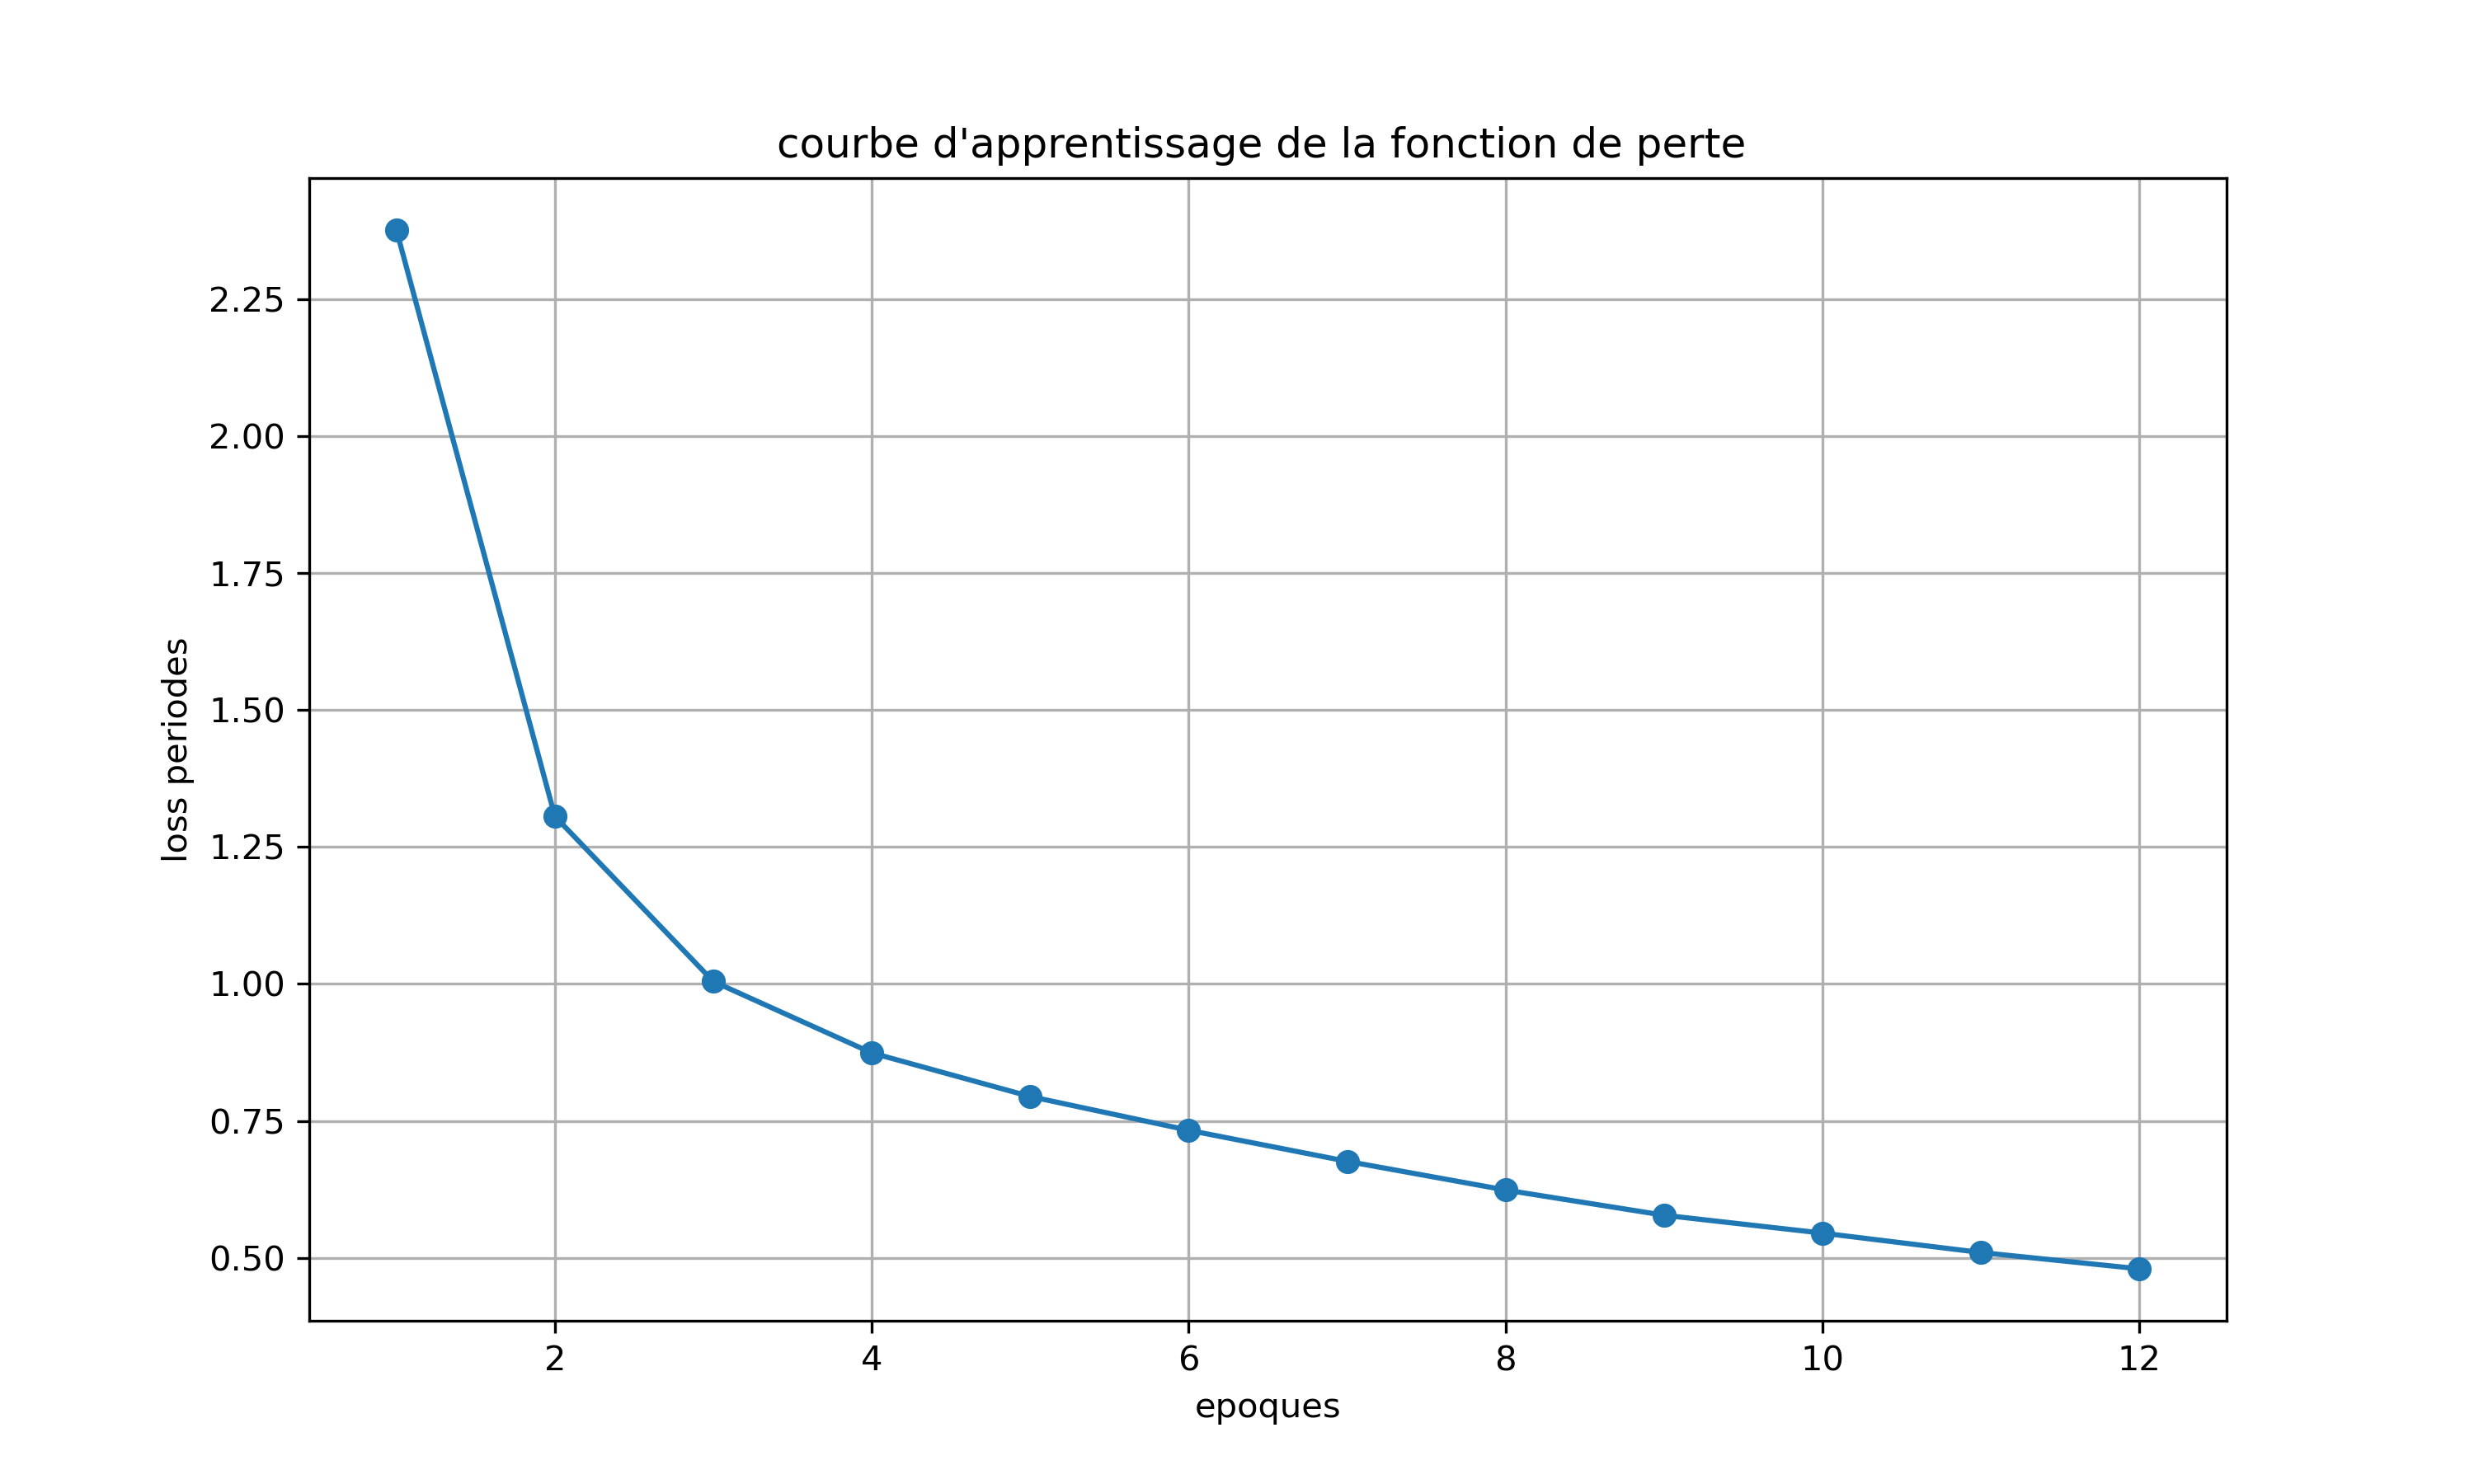 courbe d'apprentissage de la fonction de perte
2.25
2.00
1.75
1.50
1.25
1.00
0.75
0.50
loss periodes
2 4 6 8 10 12
epoques